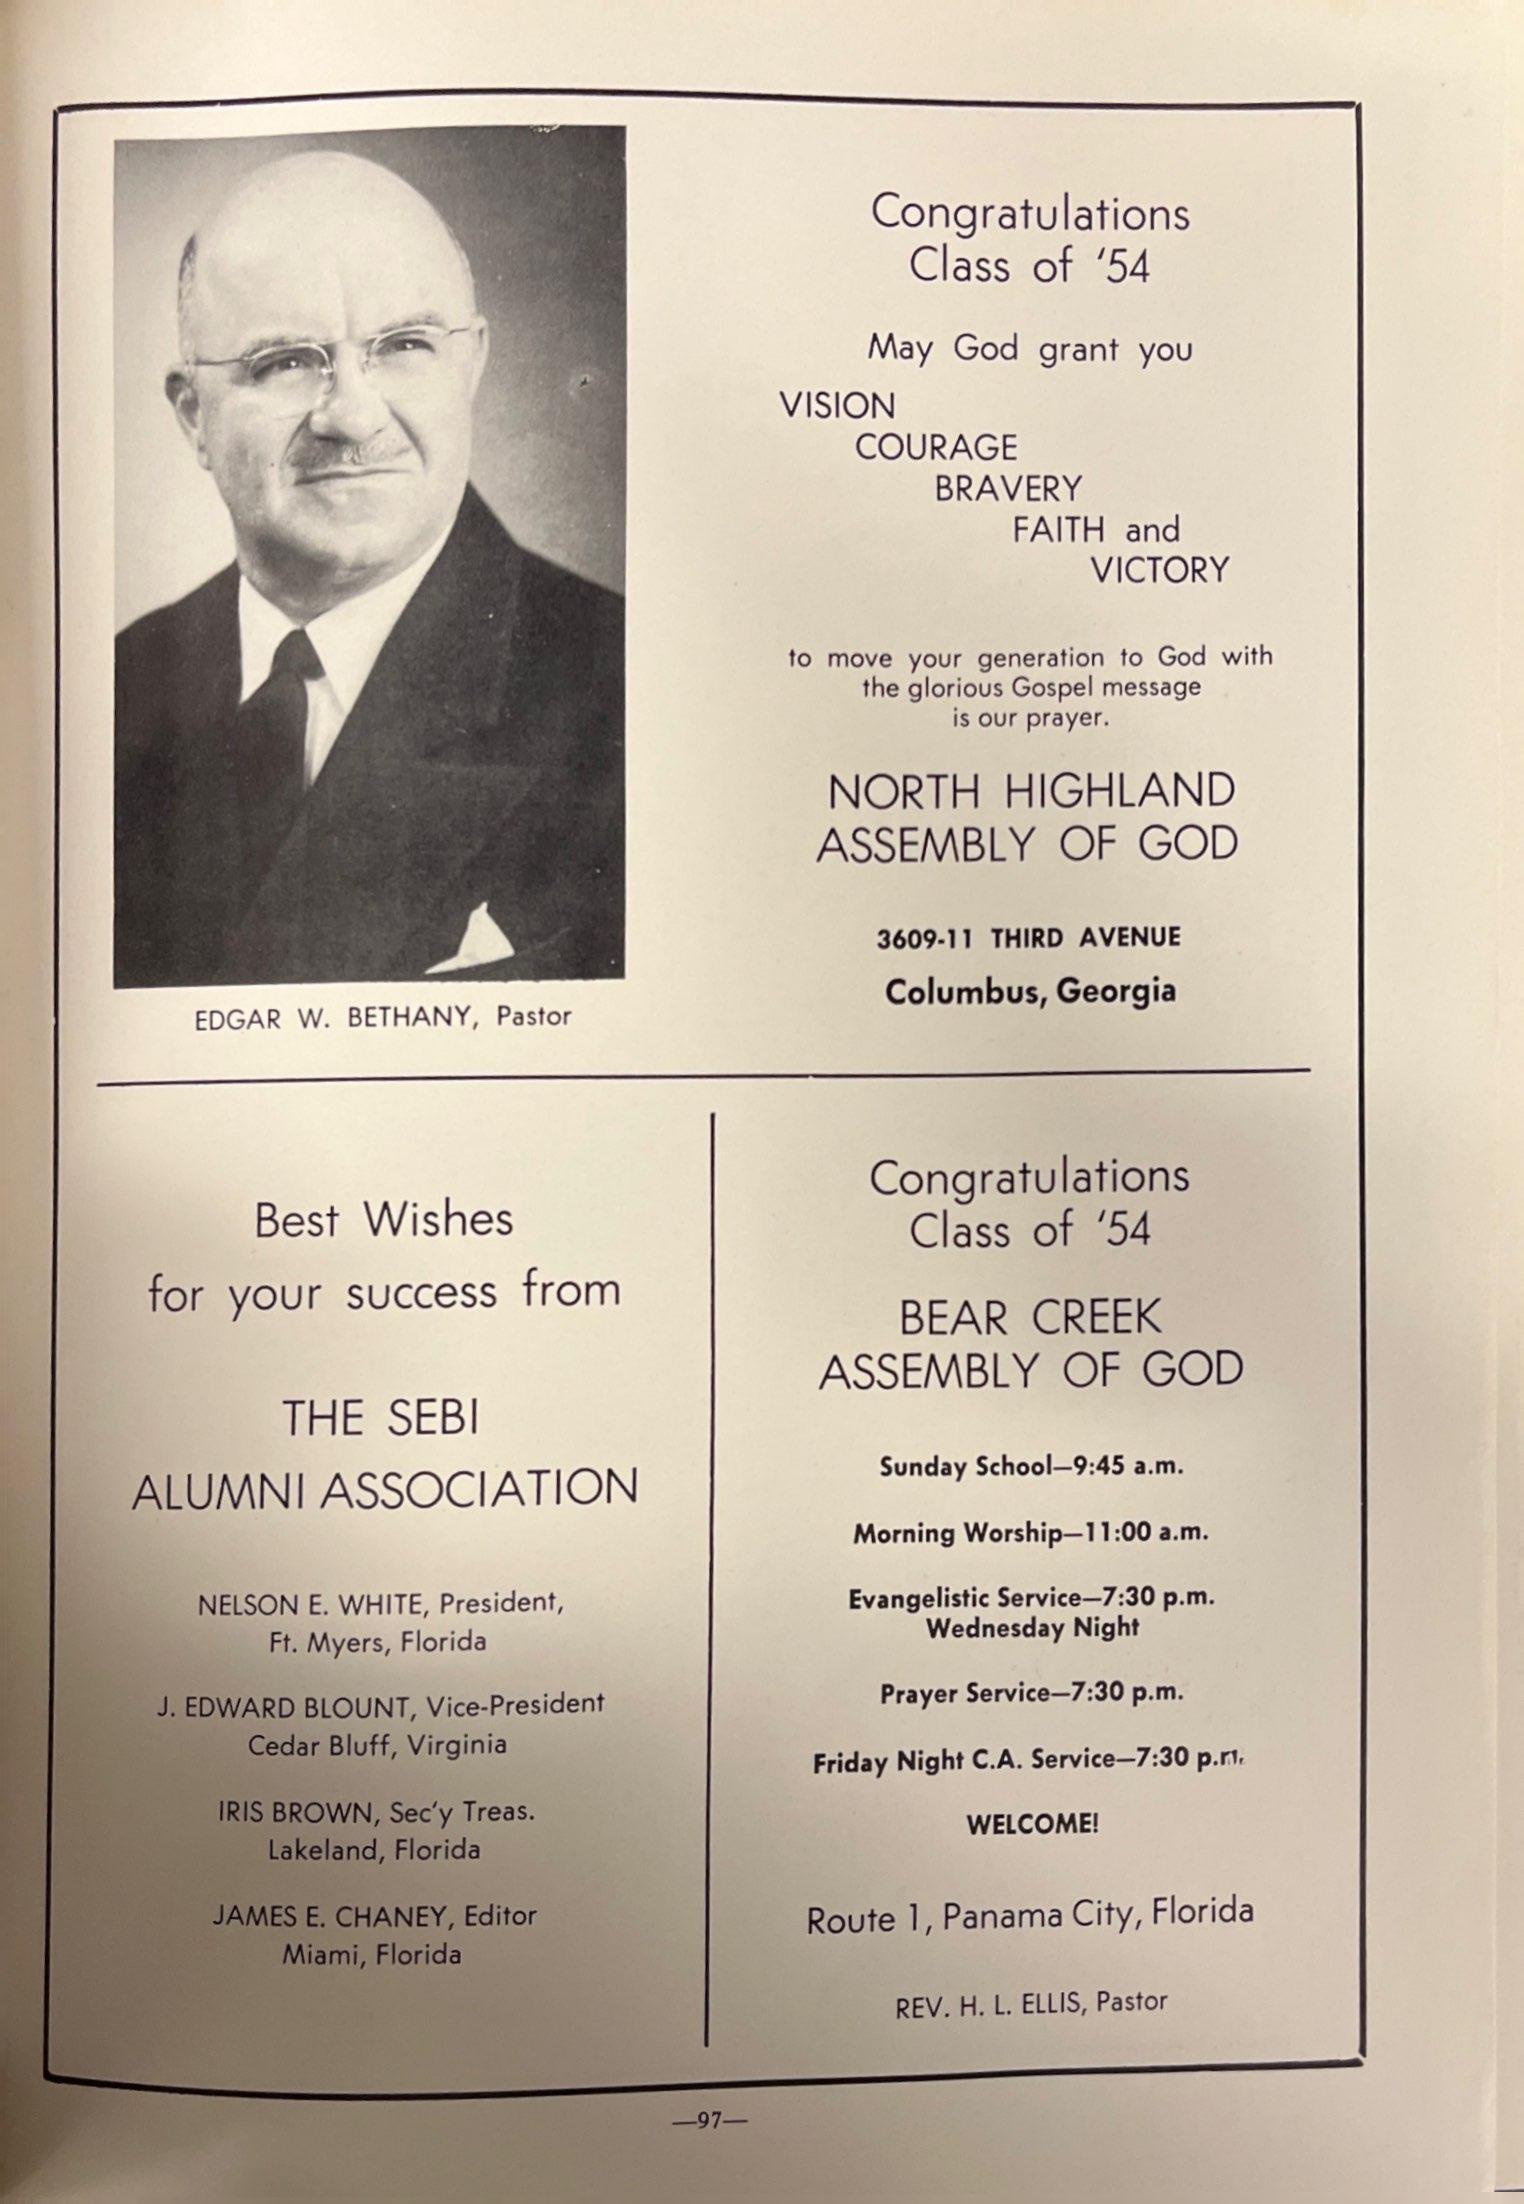 EDGAR W. BETHANY, Pastor
Congratulations
Class of '54
May God grant you
VISION
COURAGE
BRAVERY
FAITH and
VICTORY
to move your generation to God with
the glorious Gospel message
is our prayer.
NORTH HIGHLAND
ASSEMBLY OF GOD
3609-11 THIRD AVENUE
Columbus, Georgia
Best Wishes
for your success from
THE SEBI
ALUMNI ASSOCIATION
NELSON E. WHITE, President,
Ft. Myers, Florida
J. EDWARD BLOUNT, Vice-President
Cedar Bluff, Virginia
IRIS BROWN, Sec'y Treas.
Lakeland, Florida
JAMES E. CHANEY, Editor
Miami, Florida
Congratulations
Class of '54
BEAR CREEK
ASSEMBLY OF GOD
Sunday School—9:45 a.m.
Morning Worship—11:00 a.m.
Evangelistic Service—7:30 p.m.
Wednesday Night
Prayer Service—7:30 p.m.
Friday Night C.A. Service—7:30 p.m.
WELCOME!
Route 1, Panama City, Florida
REV. H. L. ELLIS, Pastor
—97—